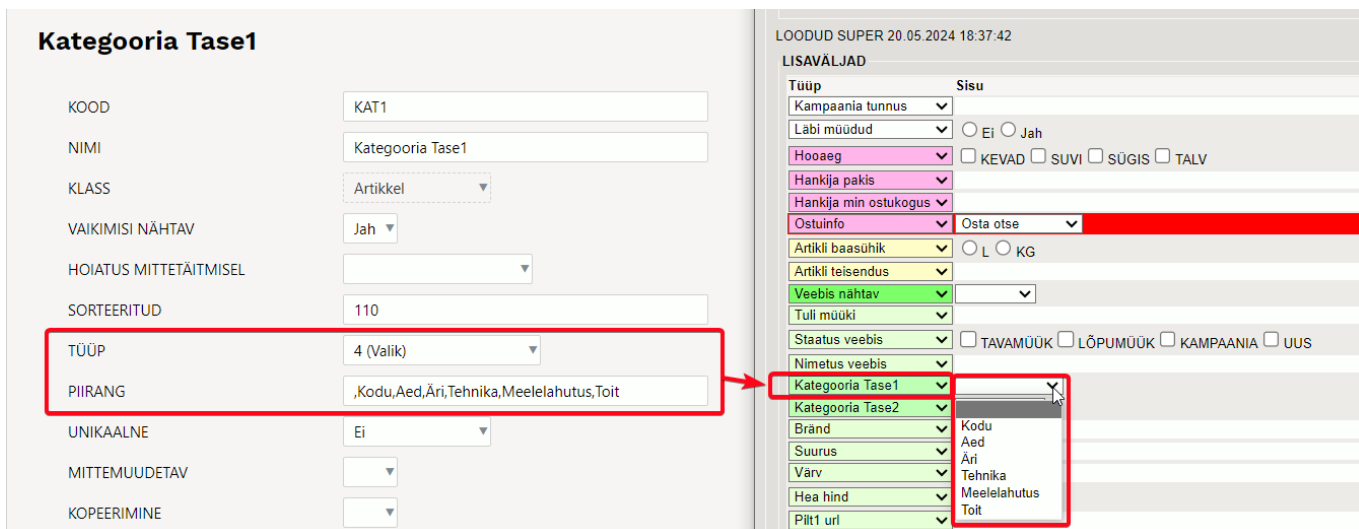 Kategooria Tase1
KOOD KAT1
NIMI Kategooria Tase1
KLASS Artikkel
VAIKIMISI NÄHTAV Jah
HOIATUS MITTETÄITMISEL
SORTEERITUD 110
TÜÜP 4 (Valik)
PIIRANG ,Kodu,Aed,Äri,Tehnika,Meelelahutus,Toit
UNIKAALNE Ei
MITTEMUUDETAV
KOPEERIMINE
LOODUD SUPER 20.05.2024 18:37:42
LISAVÄLJAD
Tüüp Sisu
Kampaania tunnus
Läbi müüdud Ei Jah
Hooaeg KEVAD SUVI SÜGIS TALV
Hankija pakis
Hankija min ostukogus
Ostuinfo Osta otse
Artikli baasühik L KG
Artikli teisendus
Veebis nähtav
Tuli müüki
Staatus veebis TAVAMÜÜK LÕPUMÜÜK KAMPAANIA UUS
Nimetus veebis
Kategooria Tase1
Kategooria Tase2
Bränd Kodu
Suurus Aed
Värv Äri
Tehnika
Hea hind Meelelahutus
Pilt1 url Toit